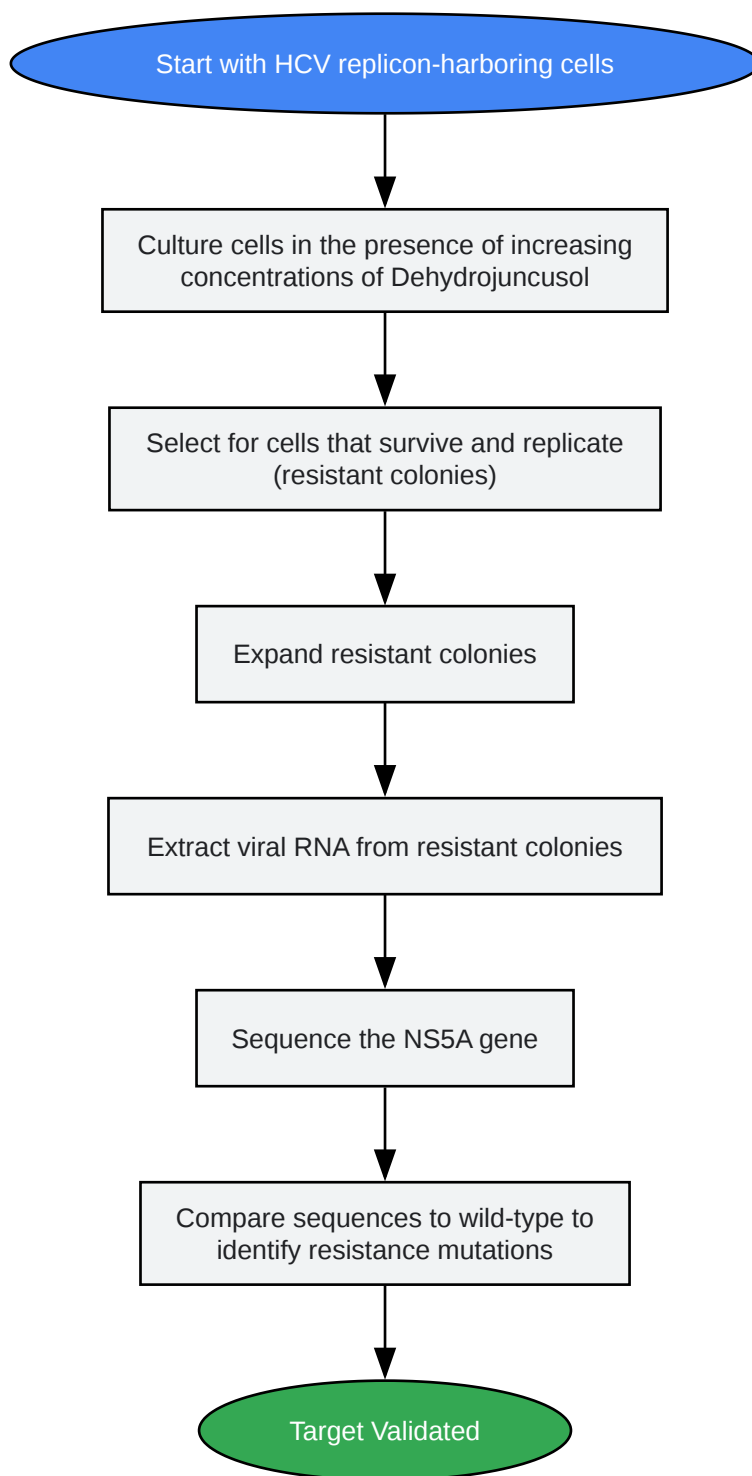 Start with HCV replicon-harboring cells
Culture cells in the presence of increasing
concentrations of Dehydrojuncusol
Select for cells that survive and replicate
(resistant colonies)
Expand resistant colonies
Extract viral RNA from resistant colonies
Sequence the NS5A gene
Compare sequences to wild-type to
identify resistance mutations
Target Validated